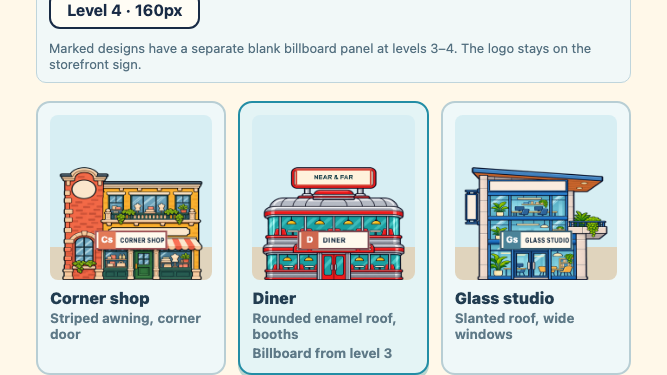 Level 4 · 160px
Marked designs have a separate blank billboard panel at levels 3–4. The logo stays on the
storefront sign.
Cs CORNER SHOP
NEAR & FAR
D DINER
Gs GLASS STUDIO
Corner shop
Striped awning, corner
door
Diner
Rounded enamel roof,
booths
Billboard from level 3
Glass studio
Slanted roof, wide
windows